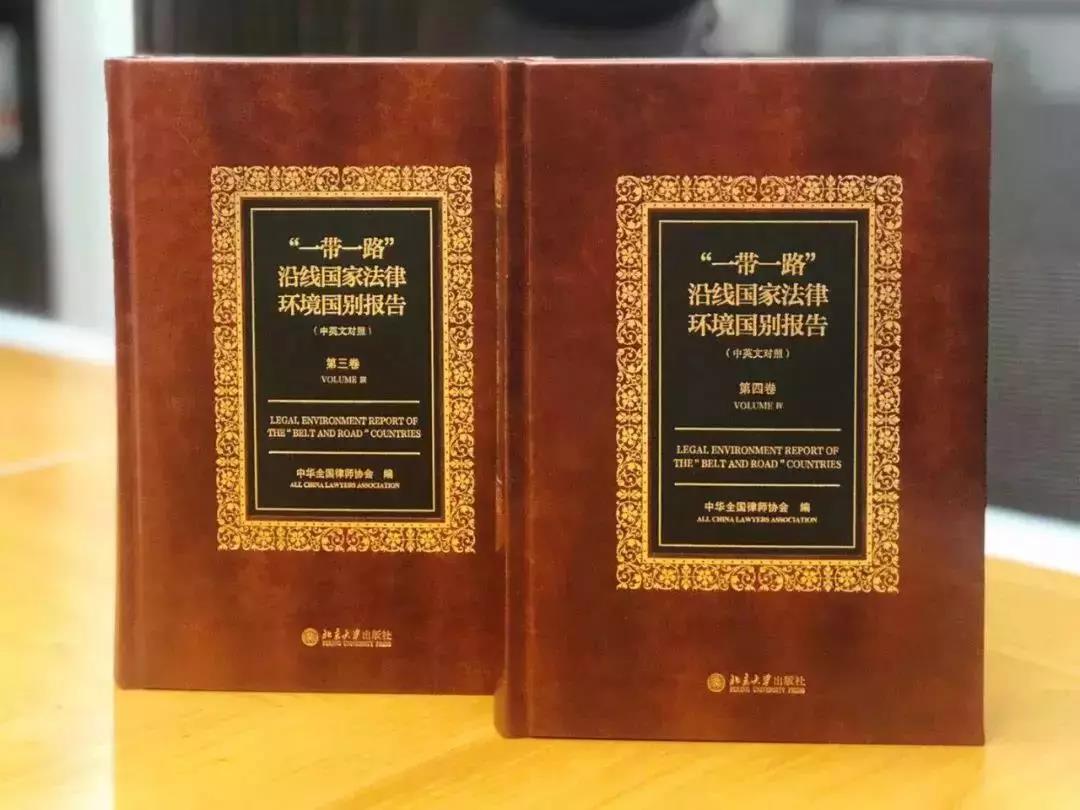 “一带一路”
沿线国家法律
环境国别报告
（中英文对照）
第三卷
VOLUME Ⅲ
LEGAL ENVIRONMENT REPORT OF
THE “BELT AND ROAD” COUNTRIES
中华全国律师协会 编
ALL CHINA LAWYERS ASSOCIATION
北京大学出版社
PEKING UNIVERSITY PRESS
“一带一路”
沿线国家法律
环境国别报告
（中英文对照）
第四卷
VOLUME Ⅳ
LEGAL ENVIRONMENT REPORT OF
THE “BELT AND ROAD” COUNTRIES
中华全国律师协会 编
ALL CHINA LAWYERS ASSOCIATION
北京大学出版社
PEKING UNIVERSITY PRESS